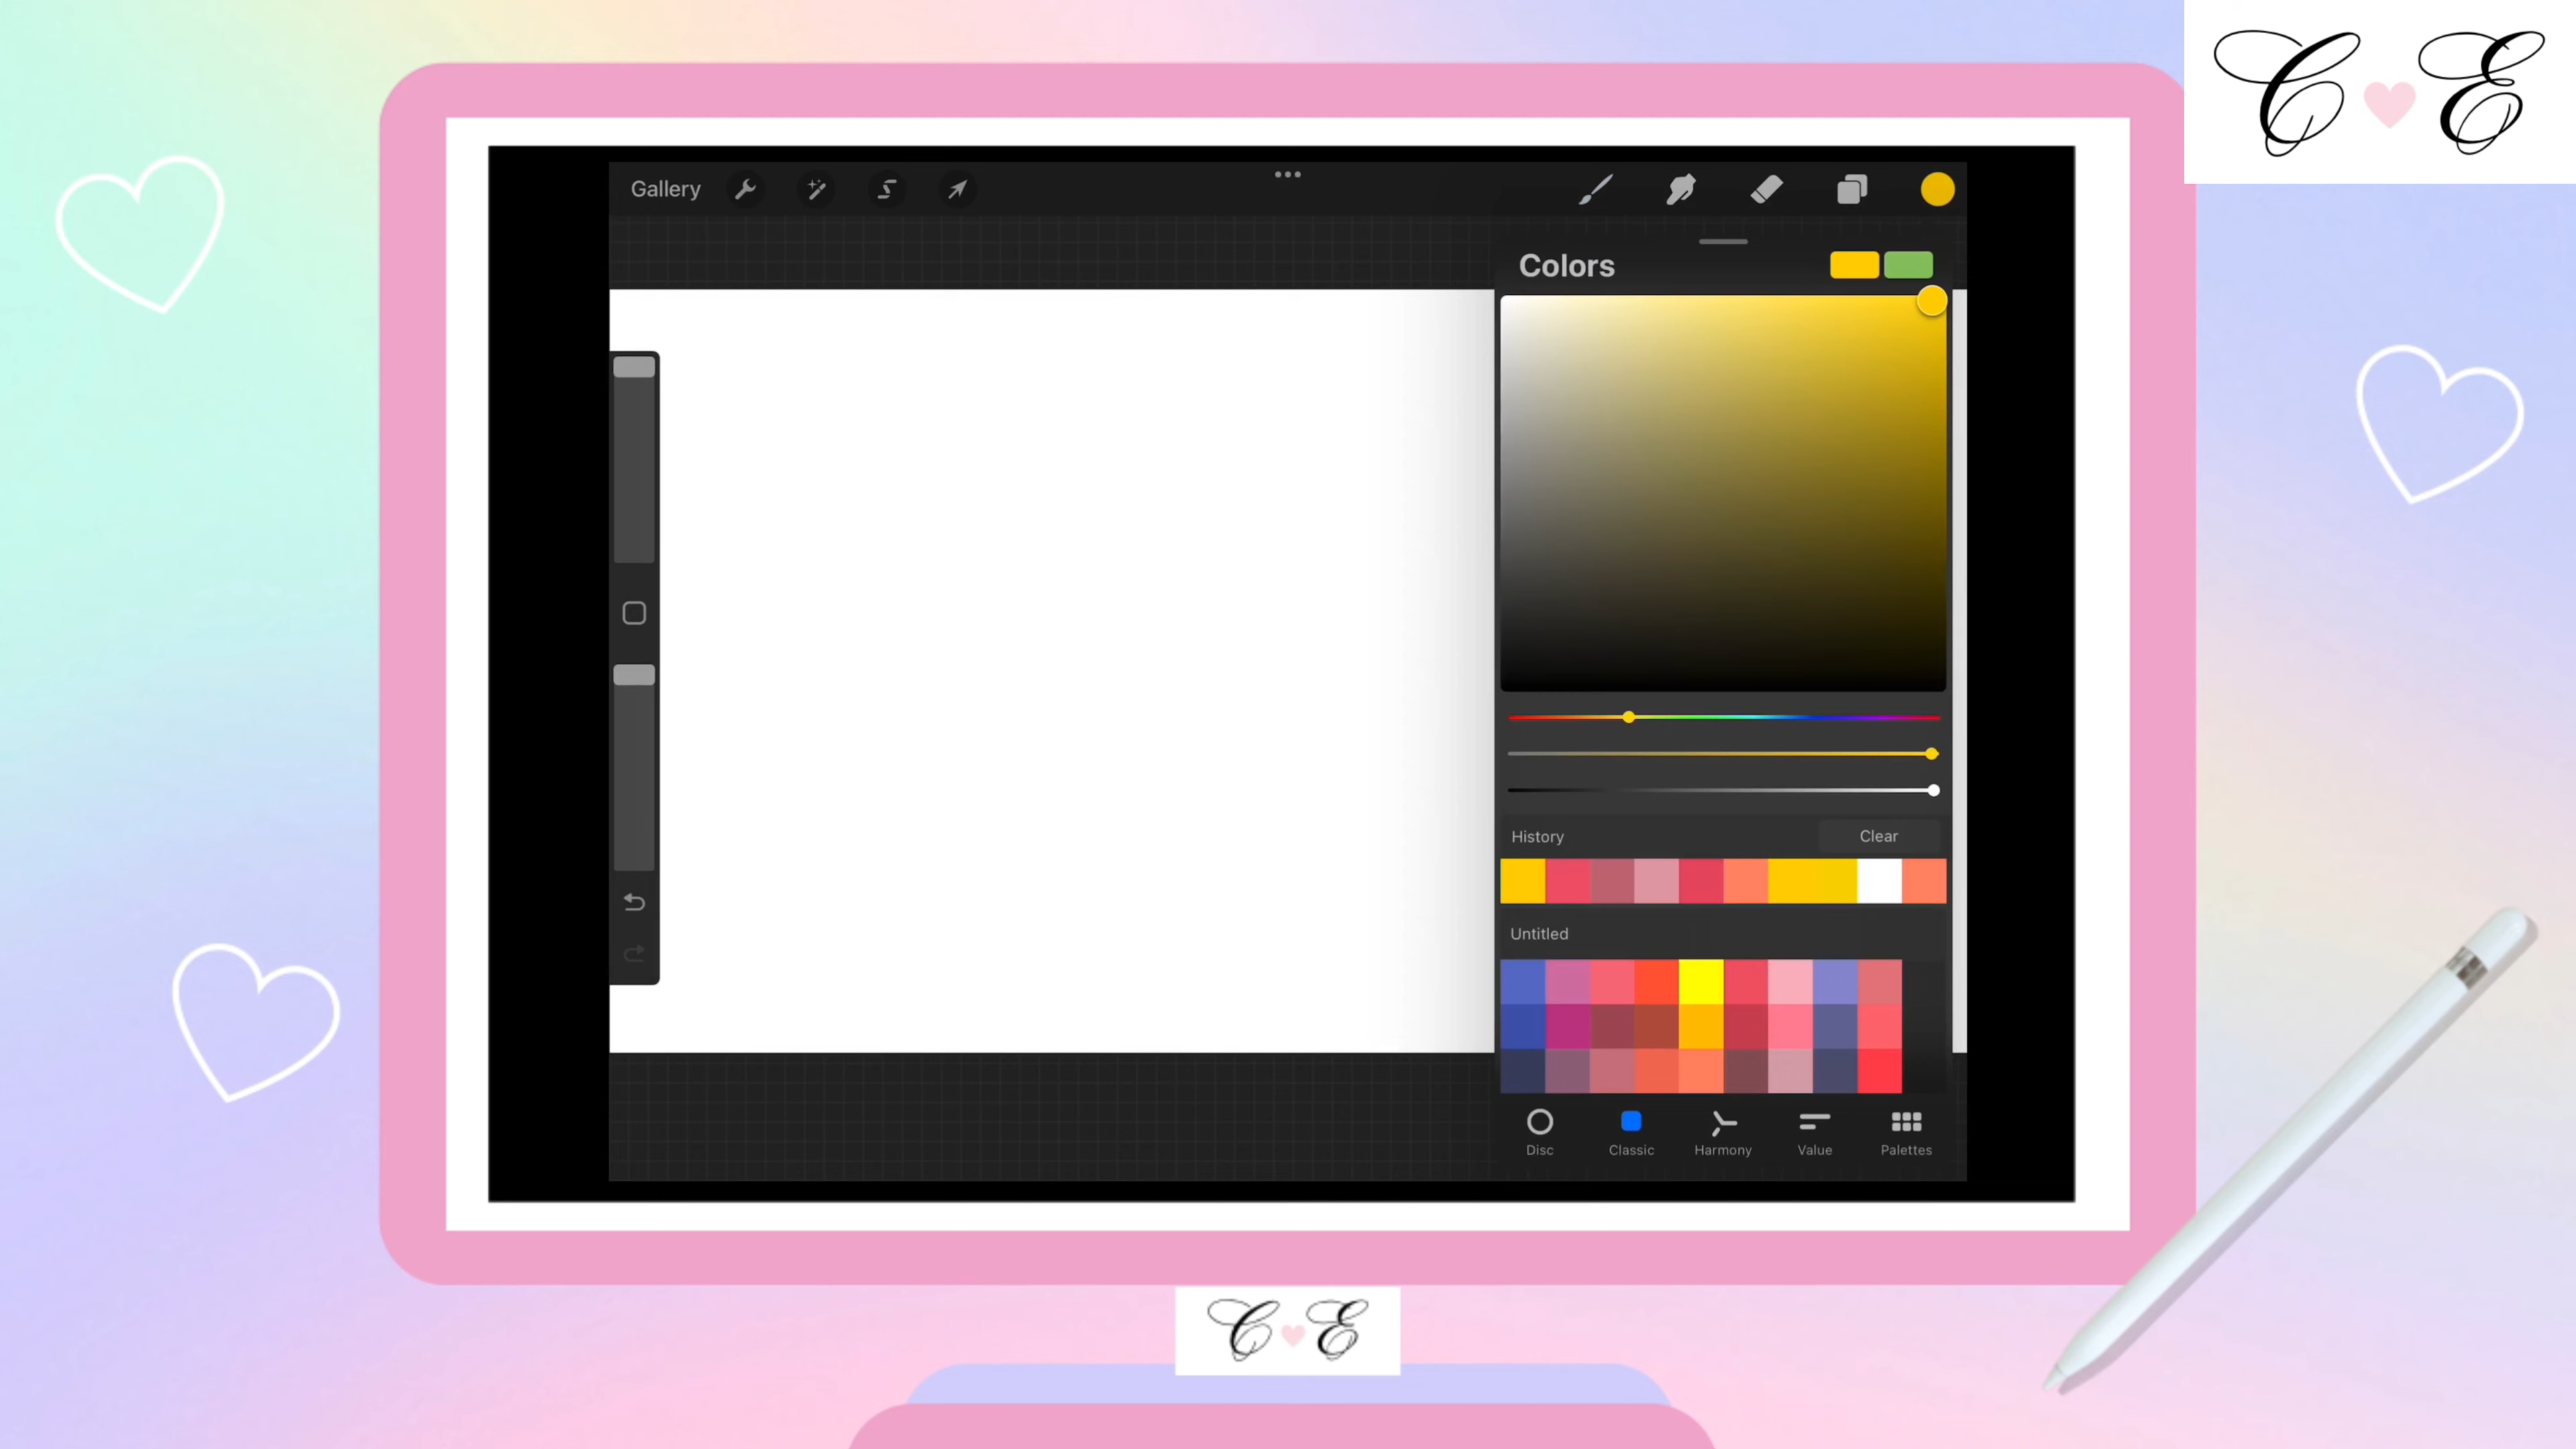 C E
Gallery
Colors
History
Clear
Untitled
Disc
Classic
Harmony
Value
Palettes
C E